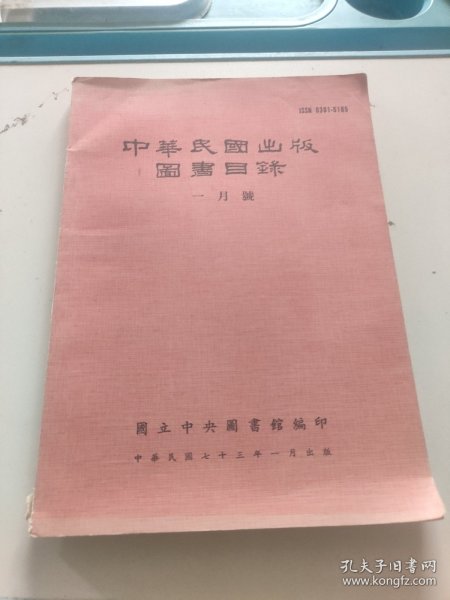 ISSN 0301-5165
中華民國出版
圖書目錄
一月號
國立中央圖書館編印
中華民國七十三年一月出版
孔夫子旧书网
www.kongfz.com